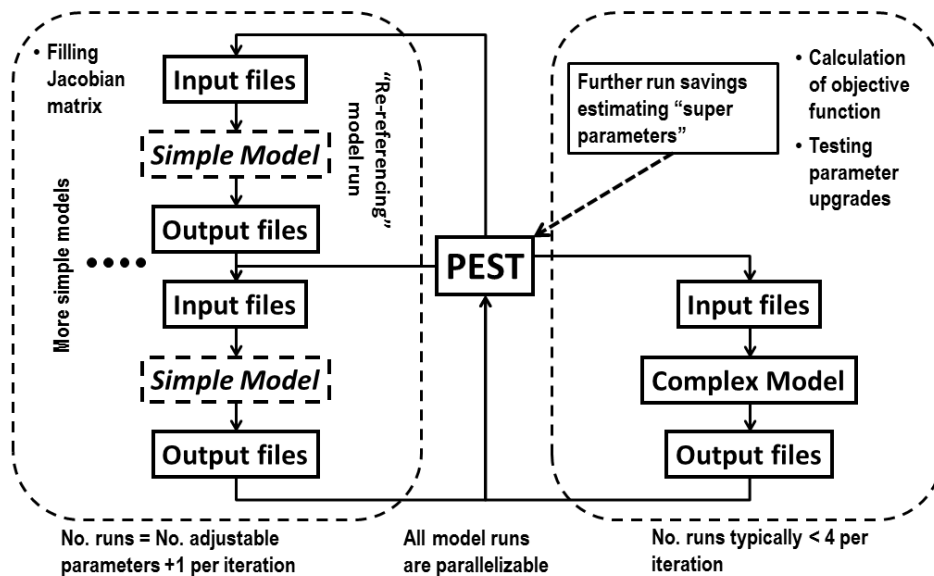 • Filling
Jacobian
matrix
Input files
Simple Model
Output files
"Re-referencing"
model run
More simple models
Input files
Simple Model
Output files
No. runs = No. adjustable
parameters +1 per iteration
PEST
All model runs
are parallelizable
Further run savings
estimating "super
parameters"
• Calculation
of objective
function
• Testing
parameter
upgrades
Input files
Complex Model
Output files
No. runs typically < 4 per
iteration